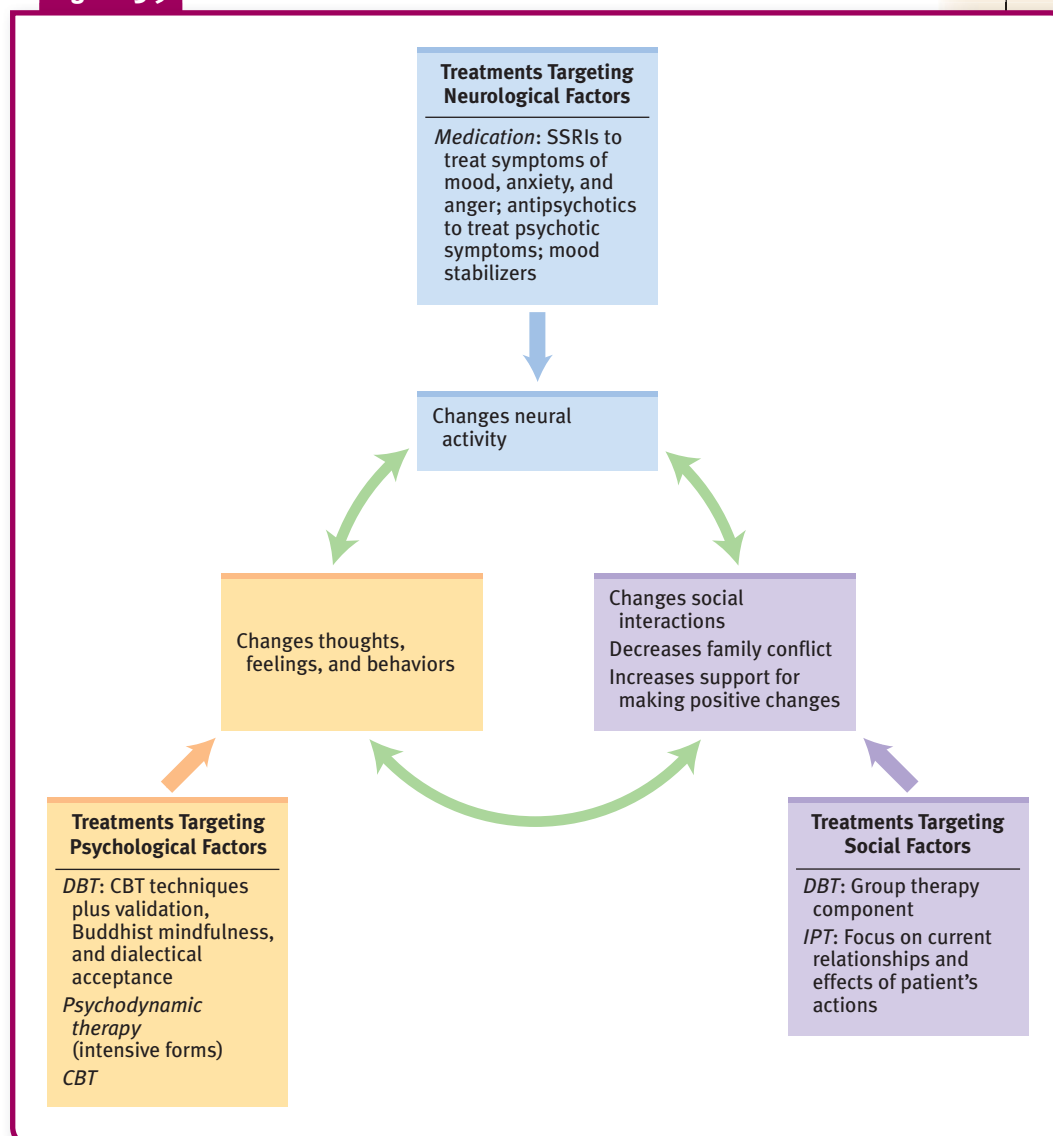 Treatments Targeting
Neurological Factors
Medication: SSRIs to
treat symptoms of
mood, anxiety, and
anger; antipsychotics
to treat psychotic
symptoms; mood
stabilizers
Changes neural
activity
Changes thoughts,
feelings, and behaviors
Changes social
interactions
Decreases family conflict
Increases support for
making positive changes
Treatments Targeting
Psychological Factors
DBT: CBT techniques
plus validation,
Buddhist mindfulness,
and dialectical
acceptance
Psychodynamic
therapy
(intensive forms)
CBT
Treatments Targeting
Social Factors
DBT: Group therapy
component
IPT: Focus on current
relationships and
effects of patient’s
actions